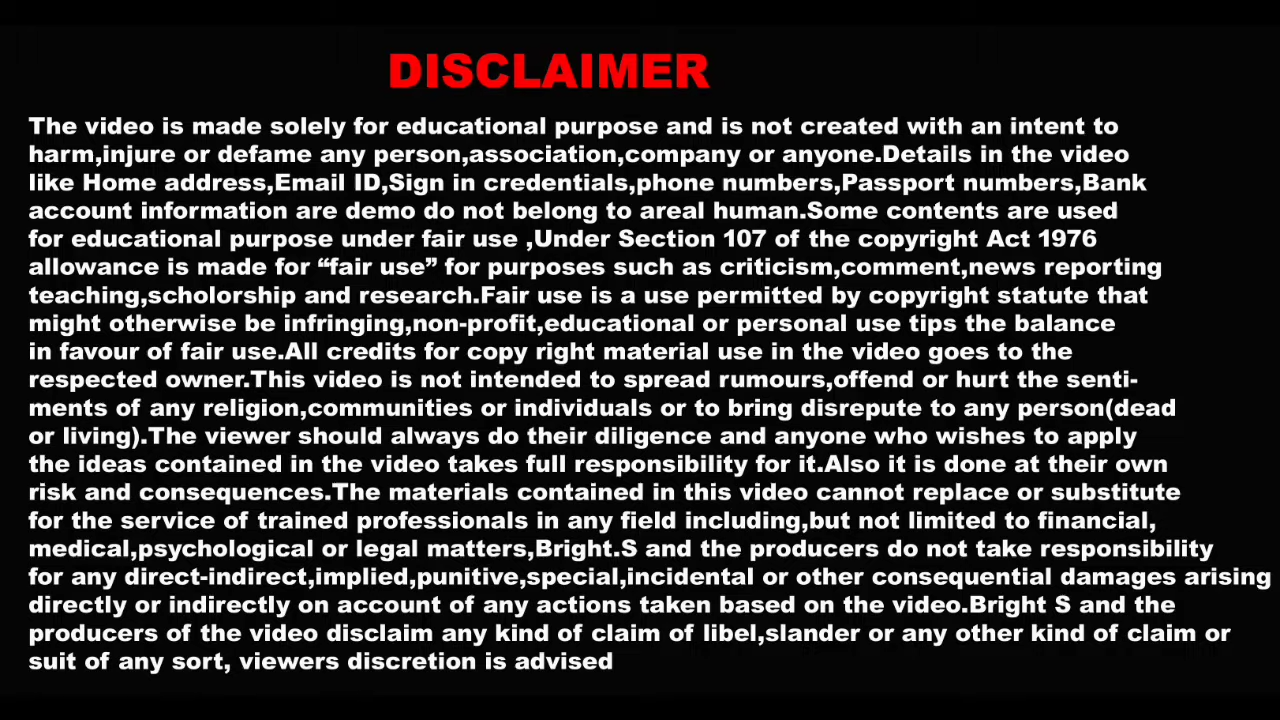 DISCLAIMER
The video is made solely for educational purpose and is not created with an intent to
harm,injure or defame any person,association,company or anyone.Details in the video
like Home address,Email ID,Sign in credentials,phone numbers,Passport numbers,Bank
account information are demo do not belong to areal human.Some contents are used
for educational purpose under fair use ,Under Section 107 of the copyright Act 1976
allowance is made for “fair use” for purposes such as criticism,comment,news reporting
teaching,scholorship and research.Fair use is a use permitted by copyright statute that
might otherwise be infringing,non-profit,educational or personal use tips the balance
in favour of fair use.All credits for copy right material use in the video goes to the
respected owner.This video is not intended to spread rumours,offend or hurt the senti-
ments of any religion,communities or individuals or to bring disrepute to any person(dead
or living).The viewer should always do their diligence and anyone who wishes to apply
the ideas contained in the video takes full responsibility for it.Also it is done at their own
risk and consequences.The materials contained in this video cannot replace or substitute
for the service of trained professionals in any field including,but not limited to financial,
medical,psychological or legal matters,Bright.S and the producers do not take responsibility
for any direct-indirect,implied,punitive,special,incidental or other consequential damages arising
directly or indirectly on account of any actions taken based on the video.Bright S and the
producers of the video disclaim any kind of claim of libel,slander or any other kind of claim or
suit of any sort, viewers discretion is advised